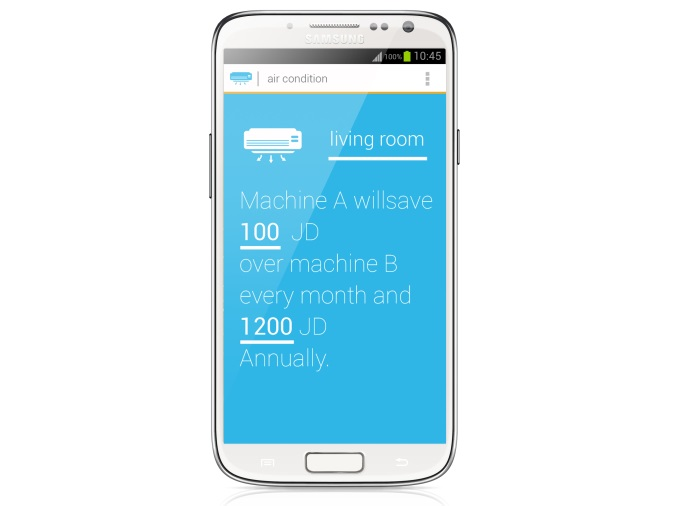 SAMSUNG
100% 10:45
air condition
living room
Machine A willsave
100 JD
over machine B
every month and
1200 JD
Annually.